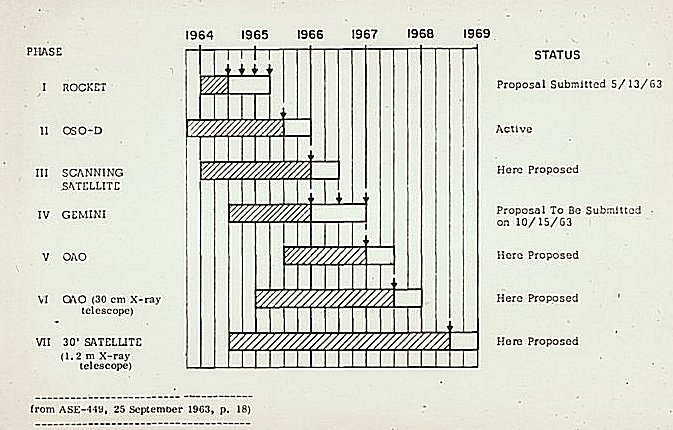 1964 1965 1966 1967 1968 1969
PHASE STATUS
I ROCKET Proposal Submitted 5/13/63
II OSO-D Active
III SCANNING Here Proposed
SATELLITE
IV GEMINI Proposal To Be Submitted
on 10/15/63
V OAO Here Proposed
VI OAO (30 cm X-ray Here Proposed
telescope)
VII 30' SATELLITE Here Proposed
(1.2 m X-ray
telescope)
from ASE-449, 25 September 1963, p. 18)